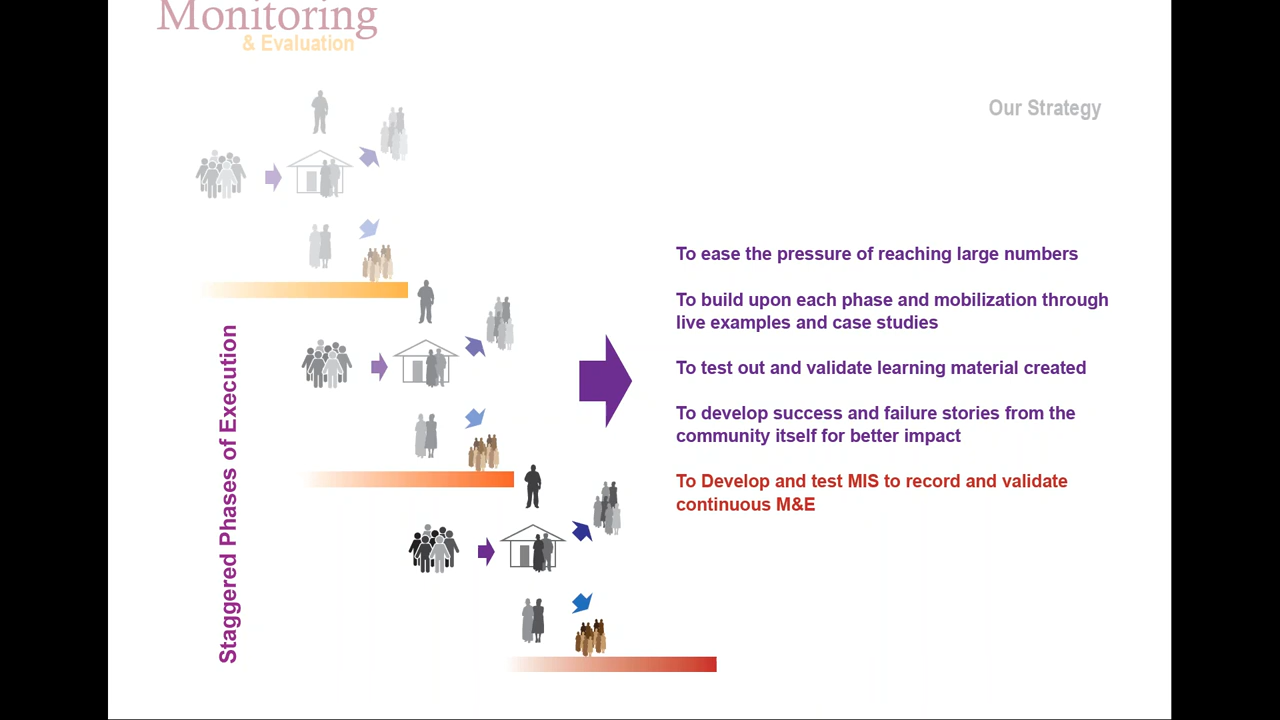 Monitoring
& Evaluation
Our Strategy
Staggered Phases of Execution
To ease the pressure of reaching large numbers
To build upon each phase and mobilization through
live examples and case studies
To test out and validate learning material created
To develop success and failure stories from the
community itself for better impact
To Develop and test MIS to record and validate
continuous M&E